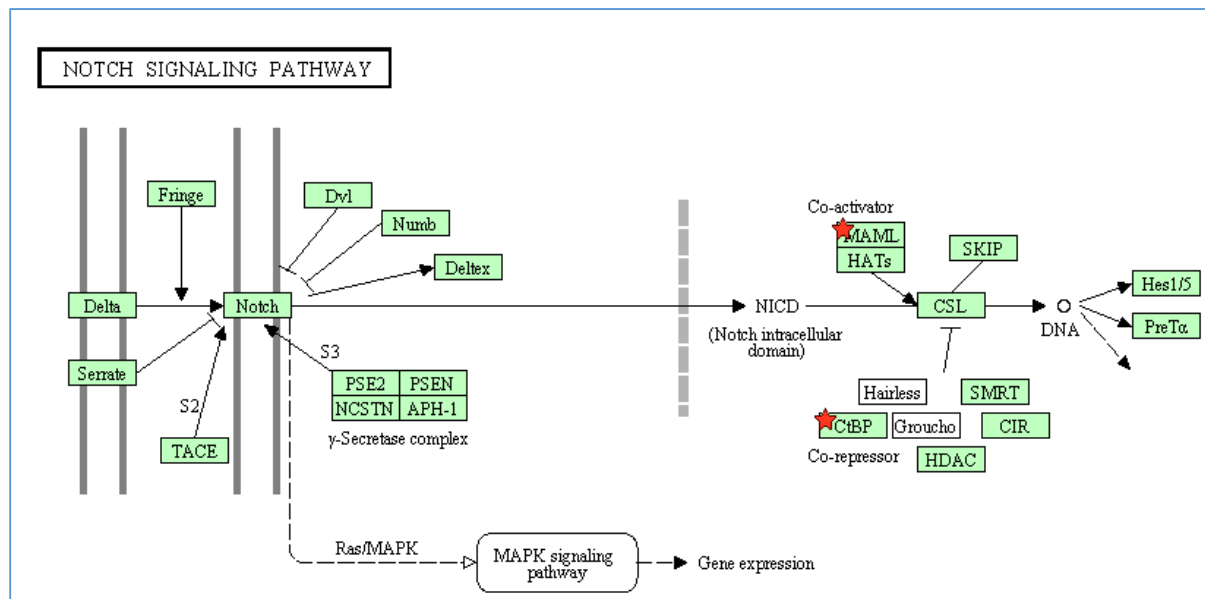 NOTCH SIGNALING PATHWAY
Fringe
Dvl
Numb
Deltex
Delta
Notch
Serrate
S2
TACE
S3
PSE2 PSEN
NCSTN APH-1
γ-Secretase complex
NICD
(Notch intracellular
domain)
Co-activator
MAML
HATs
SKIP
CSL
DNA
Hes1/5
PreTα
Hairless
SMRT
CtBP
Groucho
CIR
Co-repressor
HDAC
Ras/MAPK
MAPK signaling
pathway
Gene expression